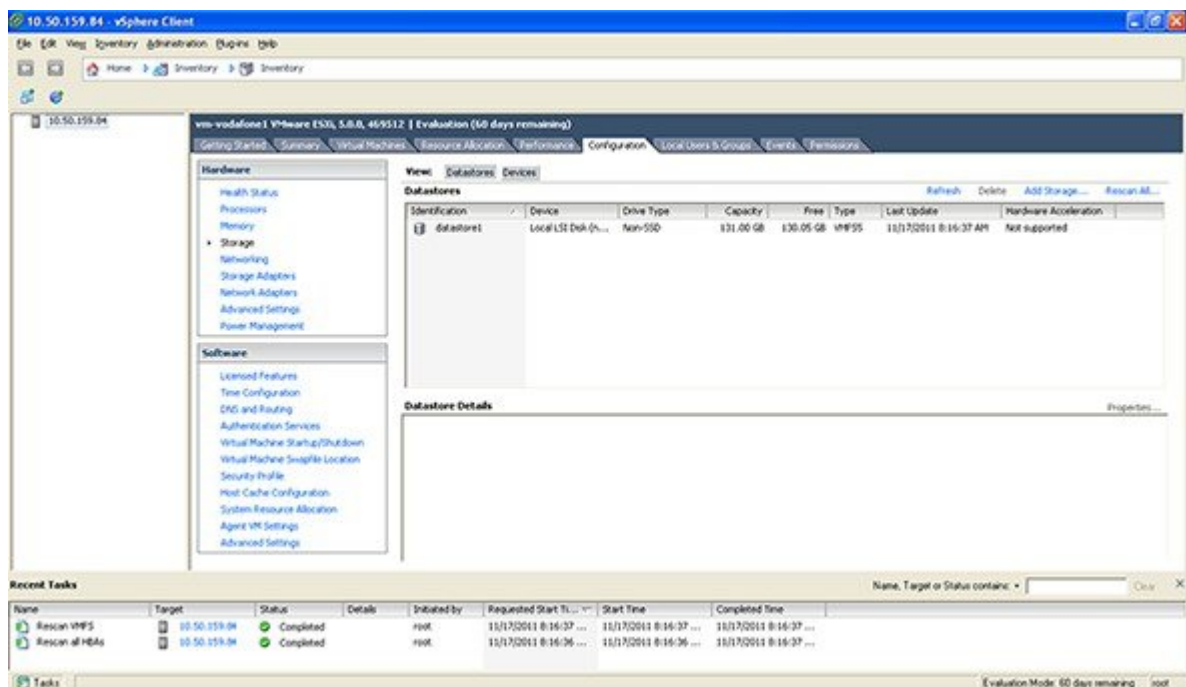 10.50.159.84 - vSphere Client
File Edit View Inventory Administration Plug-ins Help
Home Inventory Inventory
10.50.159.84
vm-vodafone1 VMware ESXi, 5.0.0, 469512 | Evaluation (60 days remaining)
Getting Started Summary Virtual Machines Resource Allocation Performance Configuration Local Users & Groups Events Permissions
Hardware
Health Status
Processors
Memory
Storage
Networking
Storage Adapters
Network Adapters
Advanced Settings
Power Management
Software
Licensed Features
Time Configuration
DNS and Routing
Authentication Services
Virtual Machine Startup/Shutdown
Virtual Machine Swapfile Location
Security Profile
Host Cache Configuration
System Resource Allocation
Agent VM Settings
Advanced Settings
View: Datastores Devices
Datastores Refresh Delete Add Storage... Rescan All...
Identification Device Drive Type Capacity Free Type Last Update Hardware Acceleration
datastore1 Local LSI Disk (n... Non-SSD 131.00 GB 130.05 GB VMFS5 11/17/2011 8:16:37 AM Not supported
Datastore Details Properties...
Recent Tasks Name, Target or Status contains: Clear
Name Target Status Details Initiated by Requested Start Ti... Start Time Completed Time
Rescan VMFS 10.50.159.84 Completed root 11/17/2011 8:16:37 ... 11/17/2011 8:16:37 ... 11/17/2011 8:16:37 ...
Rescan all HBAs 10.50.159.84 Completed root 11/17/2011 8:16:36 ... 11/17/2011 8:16:36 ... 11/17/2011 8:16:37 ...
Tasks Evaluation Mode: 60 days remaining root